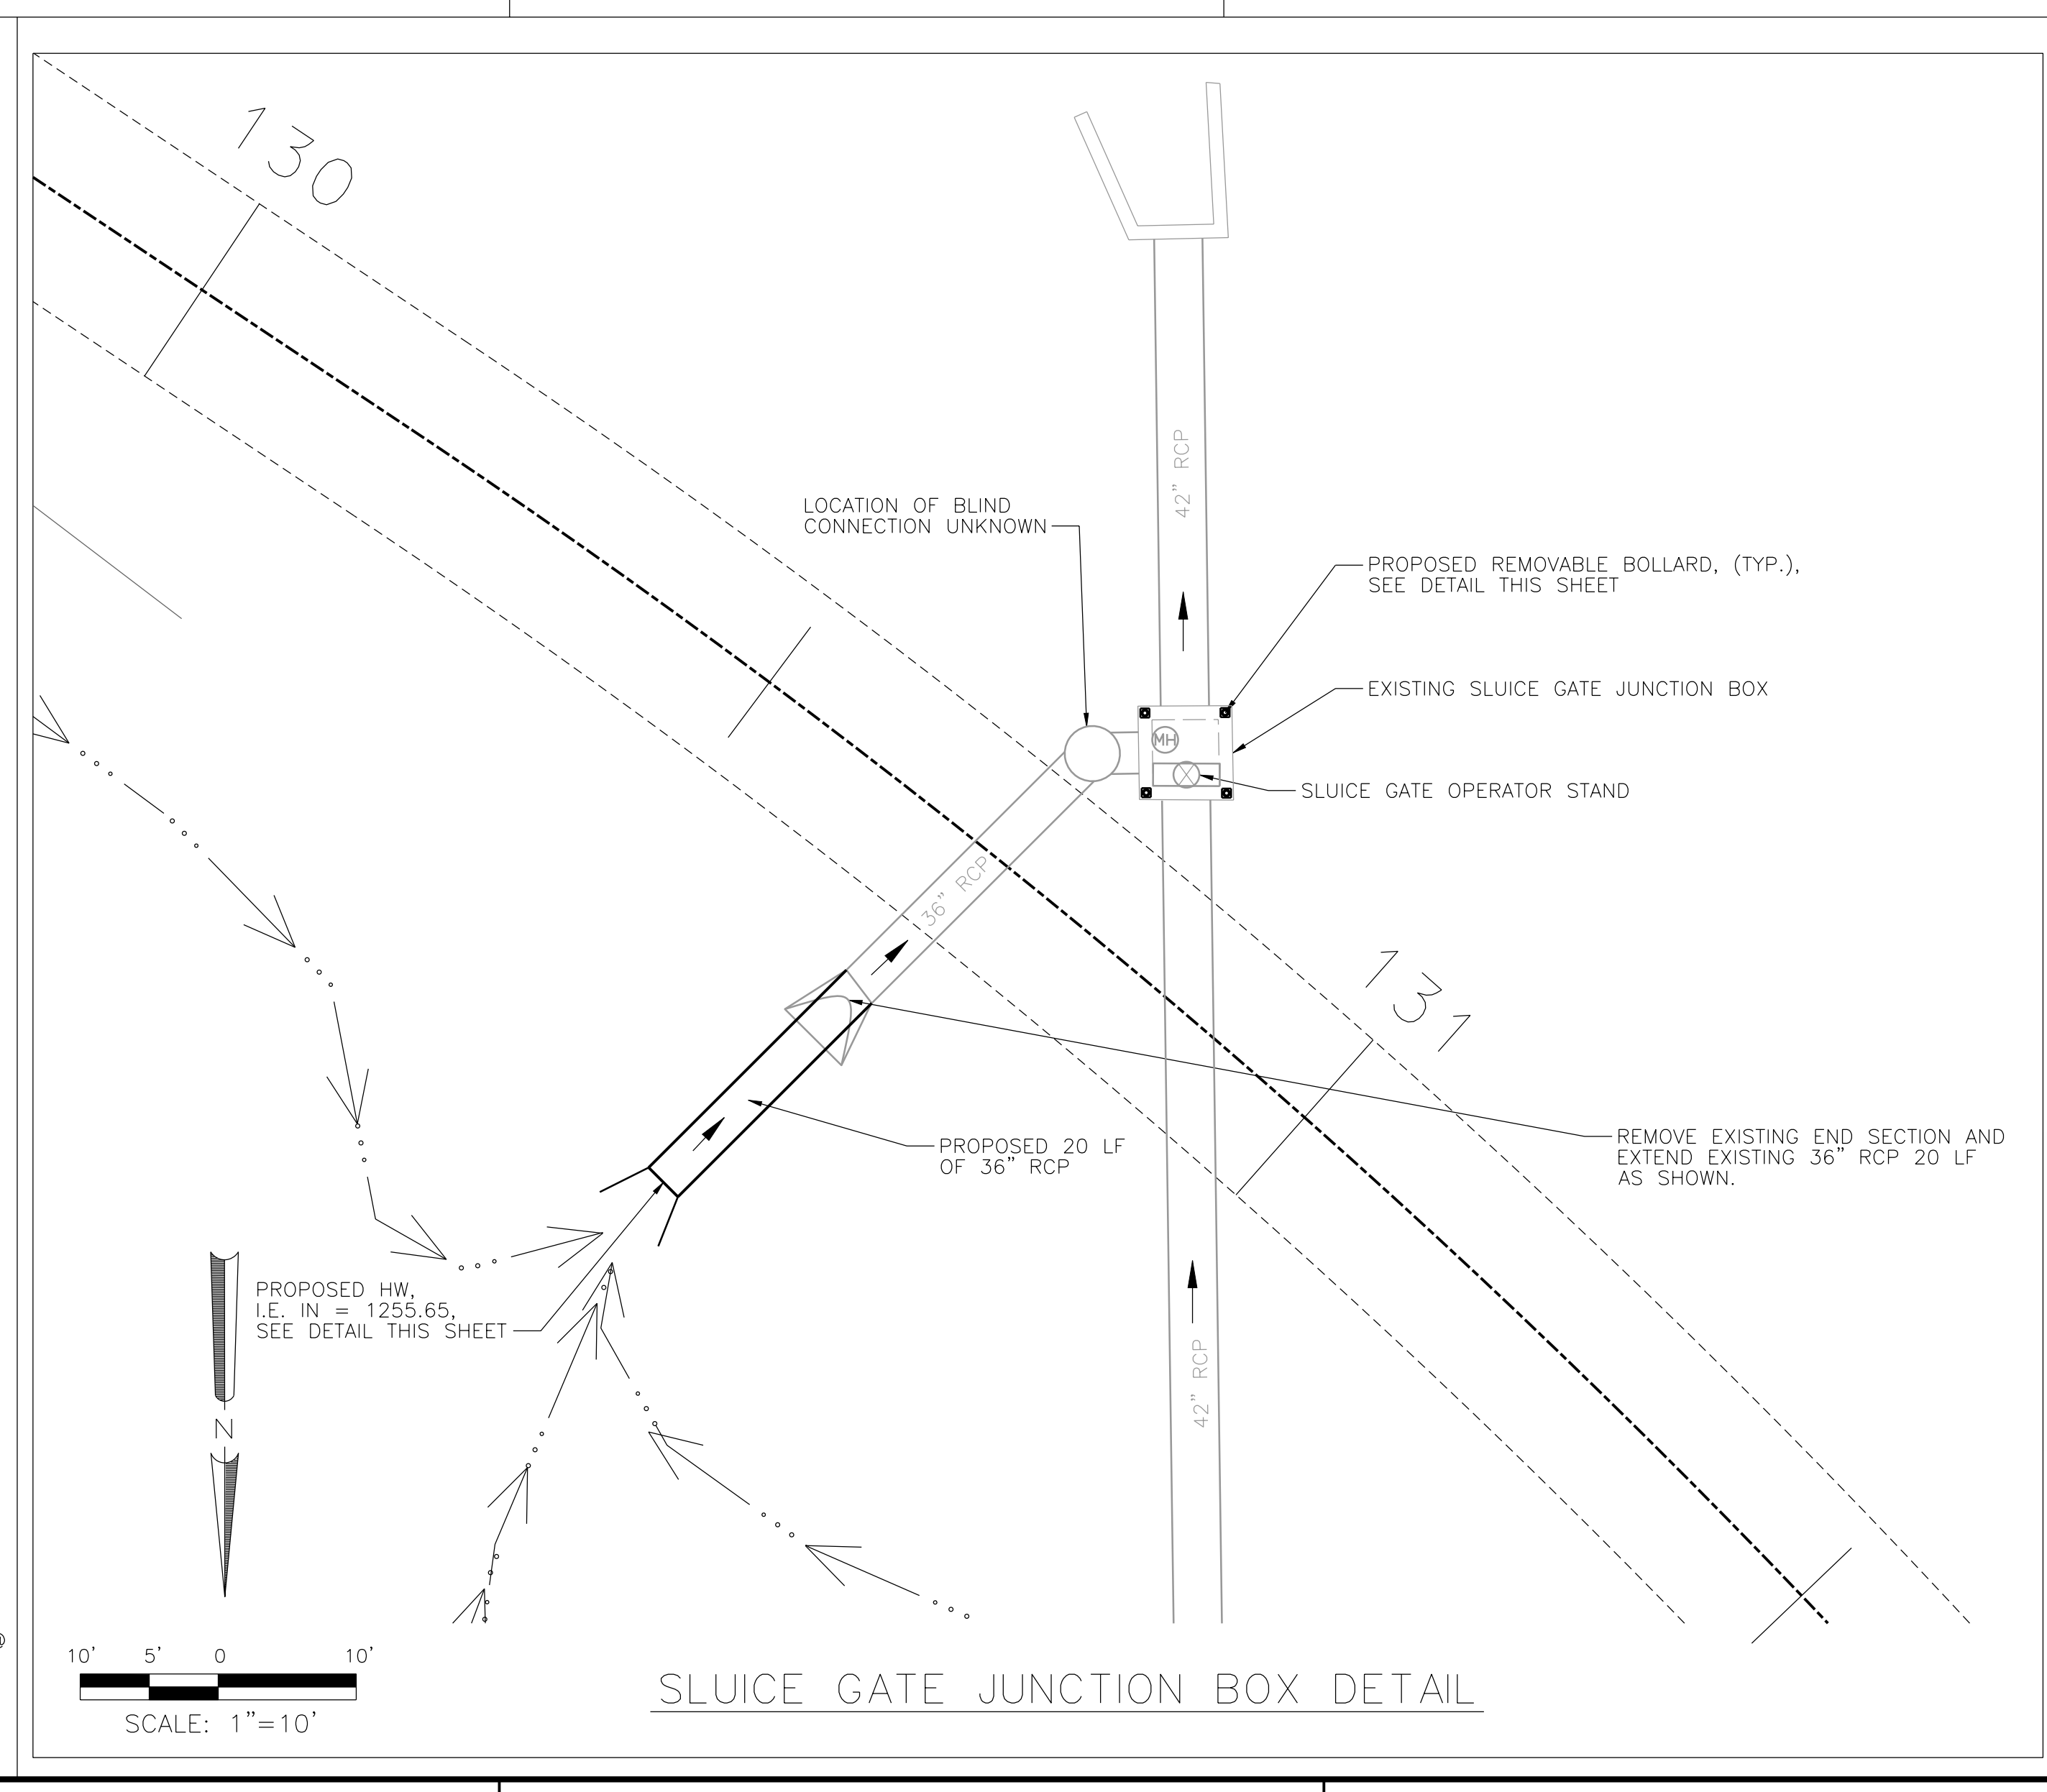 130
LOCATION OF BLIND
CONNECTION UNKNOWN
42" RCP
PROPOSED REMOVABLE BOLLARD, (TYP.),
SEE DETAIL THIS SHEET
EXISTING SLUICE GATE JUNCTION BOX
MH
SLUICE GATE OPERATOR STAND
36" RCP
131
REMOVE EXISTING END SECTION AND
EXTEND EXISTING 36" RCP 20 LF
AS SHOWN.
PROPOSED 20 LF
OF 36" RCP
PROPOSED HW,
I.E. IN = 1255.65,
SEE DETAIL THIS SHEET
42" RCP
N
@
10' 5' 0 10'
SCALE: 1"=10'
SLUICE GATE JUNCTION BOX DETAIL